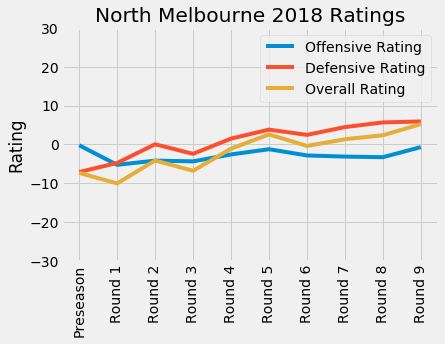 North Melbourne 2018 Ratings
30
20
10
0
−10
−20
−30
Rating
Offensive Rating
Defensive Rating
Overall Rating
Preseason
Round 1
Round 2
Round 3
Round 4
Round 5
Round 6
Round 7
Round 8
Round 9